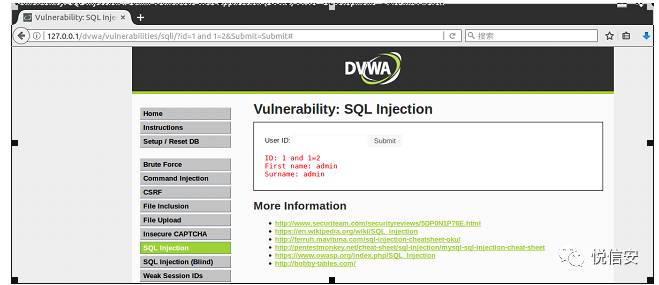 Vulnerability: SQL Inje
127.0.0.1/dvwa/vulnerabilities/sqli/?id=1 and 1=2&Submit=Submit#
搜索
DVWA
Home
Instructions
Setup / Reset DB
Brute Force
Command Injection
CSRF
File Inclusion
File Upload
Insecure CAPTCHA
SQL Injection
SQL Injection (Blind)
Weak Session IDs
Vulnerability: SQL Injection
User ID:
Submit
ID: 1 and 1=2
First name: admin
Surname: admin
More Information
http://www.securiteam.com/securityreviews/5DP0N1P76E.html
https://en.wikipedia.org/wiki/SQL_injection
http://ferruh.mavituna.com/sql-injection-cheatsheet-oku/
http://pentestmonkey.net/cheat-sheet/sql-injection/mysql-sql-injection-cheat-sheet
https://www.owasp.org/index.php/SQL_Injection
http://bobby-tables.com/
悦信安